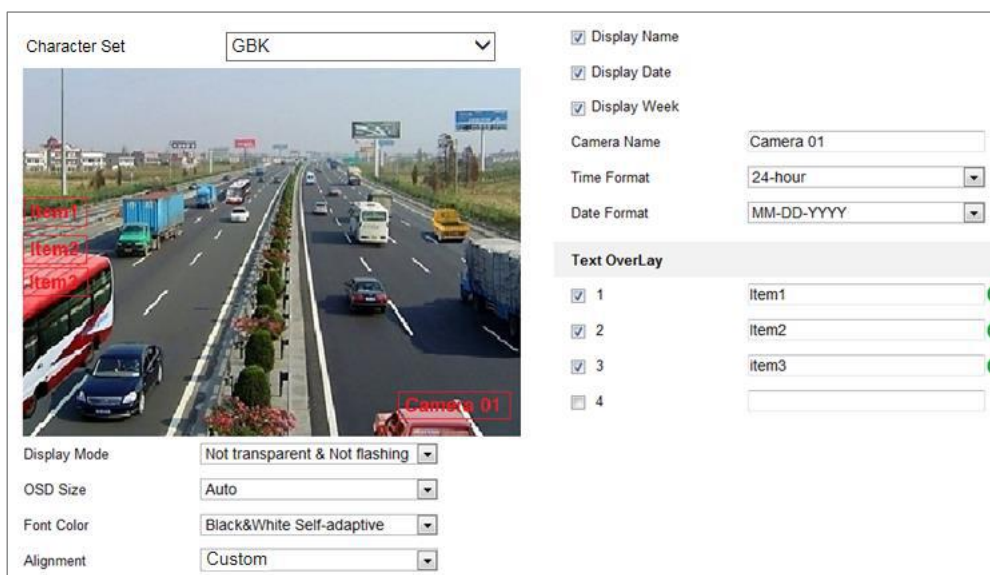 Character Set GBK
Item1
Item2
Item3
Camera 01
Display Mode Not transparent & Not flashing
OSD Size Auto
Font Color Black&White Self-adaptive
Alignment Custom
Display Name
Display Date
Display Week
Camera Name Camera 01
Time Format 24-hour
Date Format MM-DD-YYYY
Text OverLay
1 Item1
2 Item2
3 item3
4